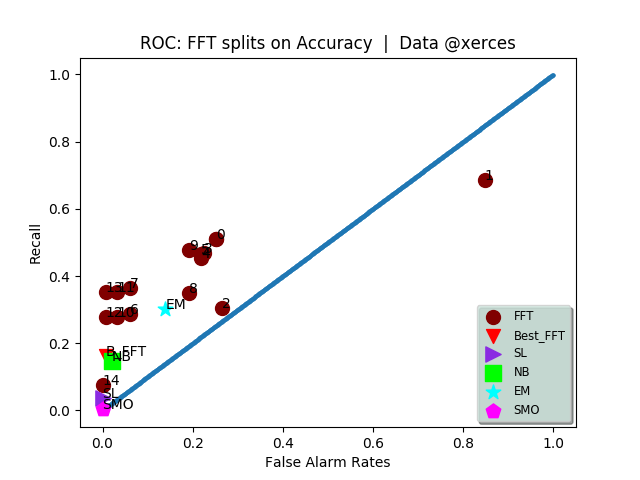 ROC: FFT splits on Accuracy | Data @xerces
Recall
1.0
0.8
0.6
0.4
0.2
0.0
1
0
9
7
8
2
6
EM
B_FFT
NB
14
SL
SMO
FFT
Best_FFT
SL
NB
EM
SMO
0.0
0.2
0.4
0.6
0.8
1.0
False Alarm Rates